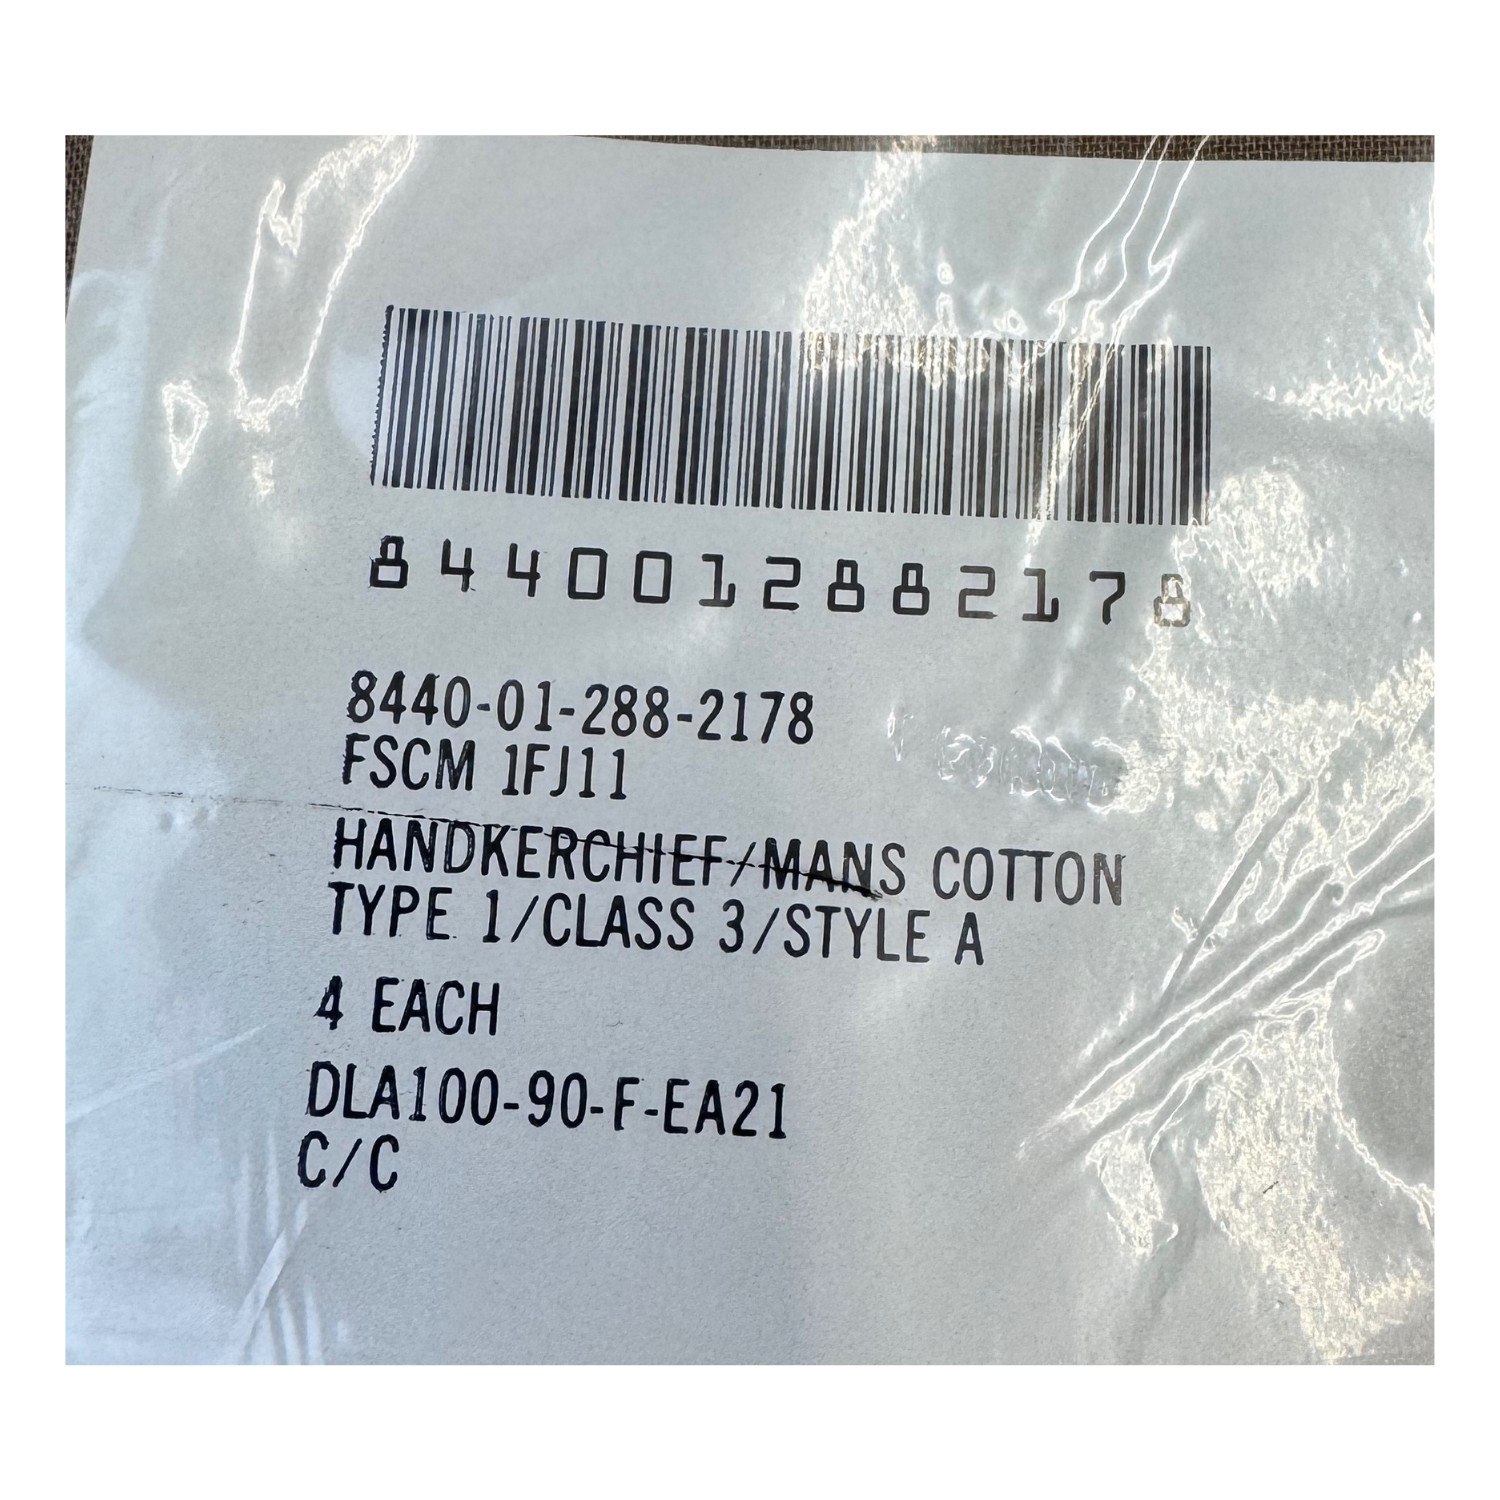 8440012882178
8440-01-288-2178
FSCM 1FJ11
HANDKERCHIEF/MANS COTTON
TYPE 1/CLASS 3/STYLE A
4 EACH
DLA100-90-F-EA21
C/C